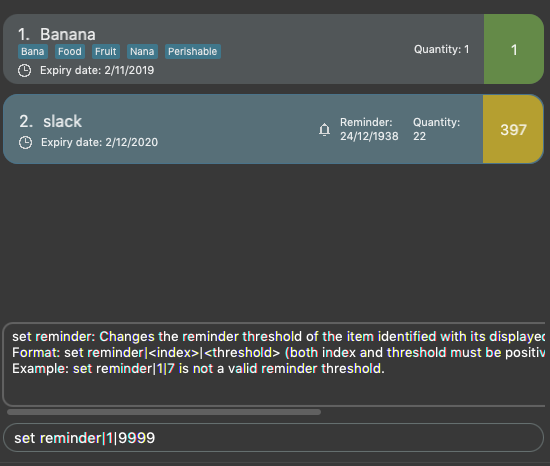 1. Banana
Bana Food Fruit Nana Perishable
Quantity: 1
1
Expiry date: 2/11/2019
2. slack
Reminder:
24/12/1938
Quantity:
22
397
Expiry date: 2/12/2020
set reminder: Changes the reminder threshold of the item identified with its displayed
Format: set reminder|<index>|<threshold> (both index and threshold must be positiv
Example: set reminder|1|7 is not a valid reminder threshold.
set reminder|1|9999